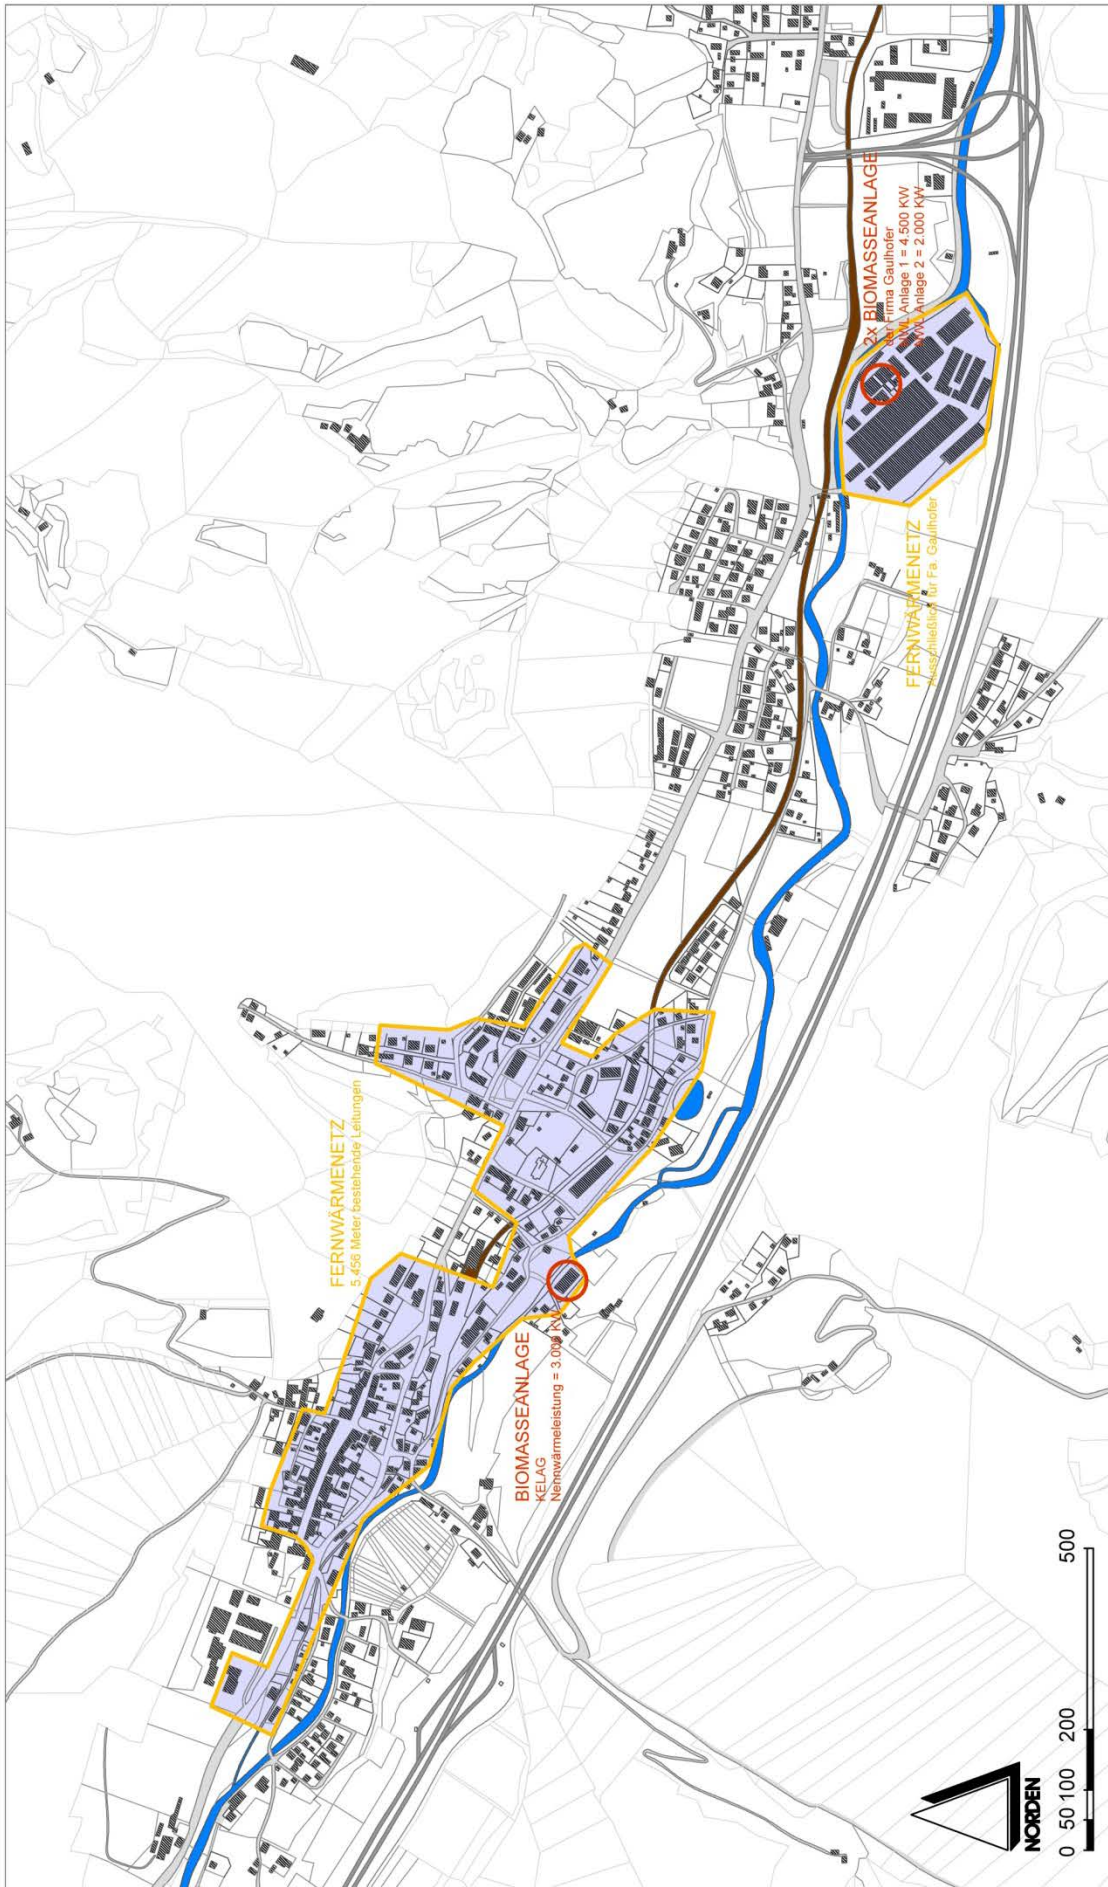 FERNWÄRMENETZ
5.456 Meter bestehende Leitungen
BIOMASSEANLAGE
KELAG
Nennwärmeleistung = 3.000 KW
2x BIOMASSEANLAGE
der Firma Gaulhofer
NWL Anlage 1 = 4.500 KW
NWL Anlage 2 = 2.000 KW
FERNWÄRMENETZ
Ausschließlich für Fa. Gaulhofer
NORDEN
0 50 100 200 500